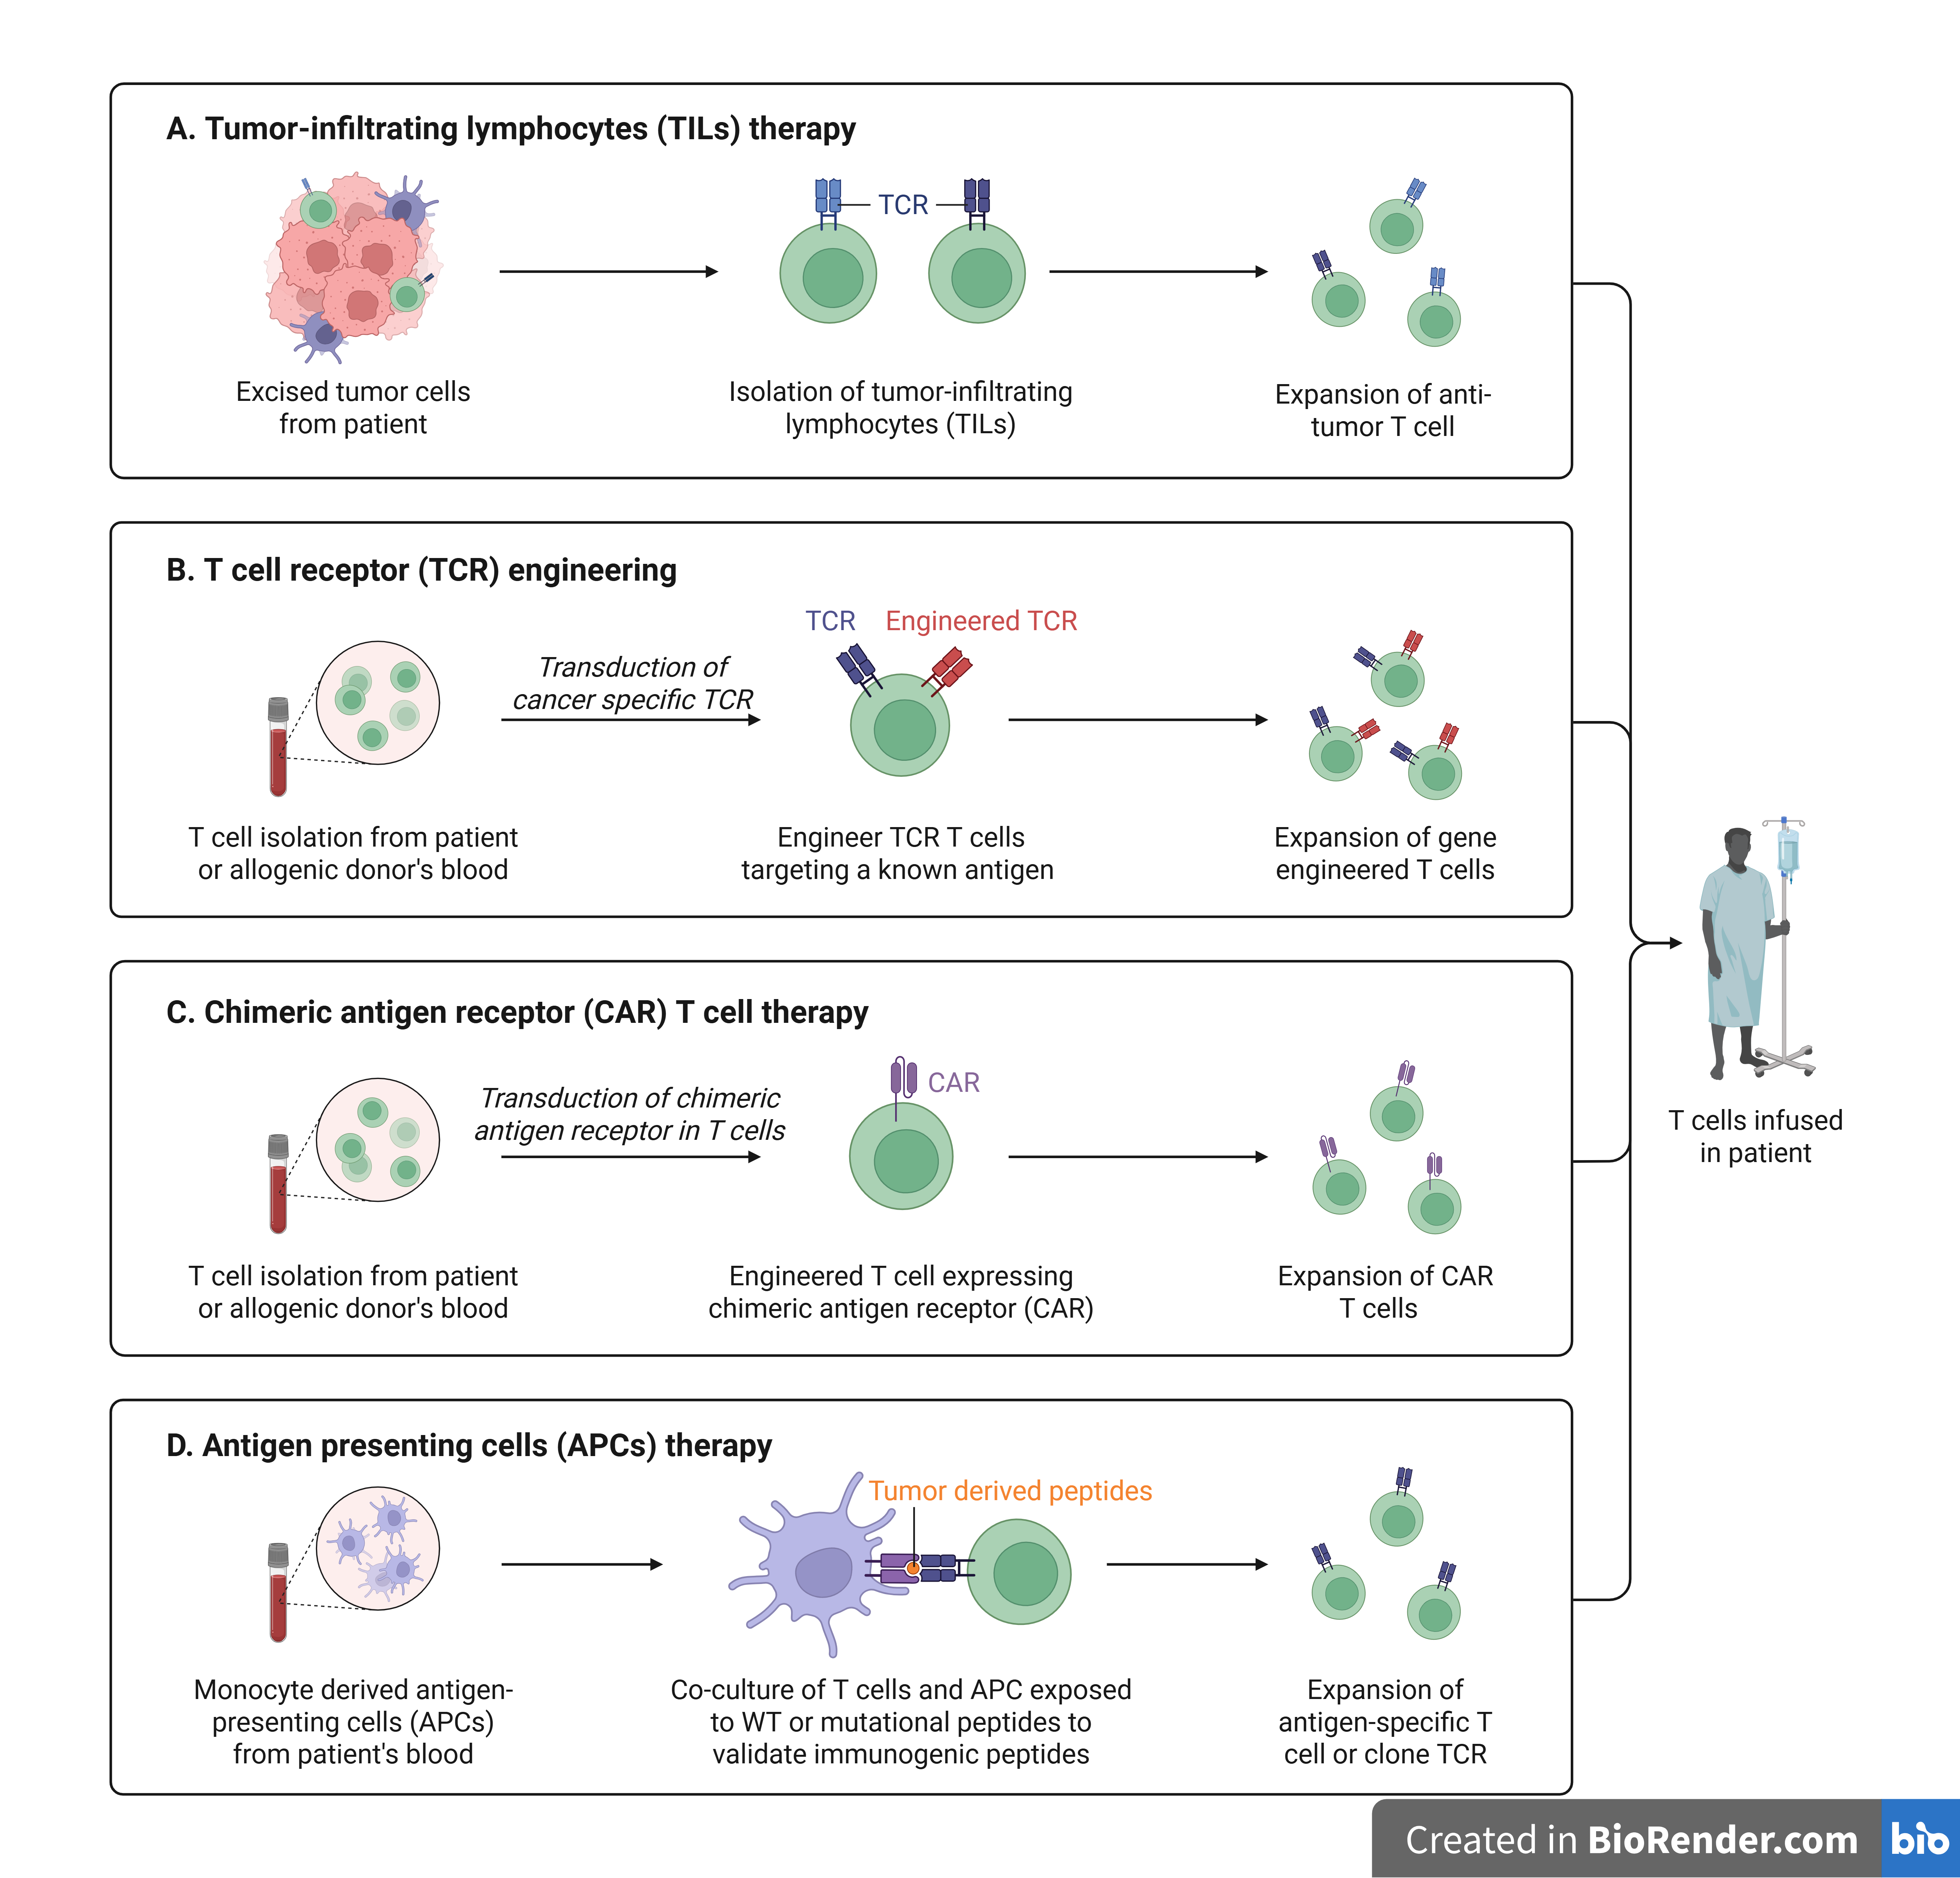 A. Tumor-infiltrating lymphocytes (TILs) therapy
TCR
Excised tumor cells
from patient
Isolation of tumor-infiltrating
lymphocytes (TILs)
Expansion of anti-
tumor T cell
B. T cell receptor (TCR) engineering
TCR
Engineered TCR
Transduction of
cancer specific TCR
T cell isolation from patient
or allogenic donor's blood
Engineer TCR T cells
targeting a known antigen
Expansion of gene
engineered T cells
C. Chimeric antigen receptor (CAR) T cell therapy
CAR
Transduction of chimeric
antigen receptor in T cells
T cell isolation from patient
or allogenic donor's blood
Engineered T cell expressing
chimeric antigen receptor (CAR)
Expansion of CAR
T cells
T cells infused
in patient
D. Antigen presenting cells (APCs) therapy
Tumor derived peptides
Monocyte derived antigen-
presenting cells (APCs)
from patient's blood
Co-culture of T cells and APC exposed
to WT or mutational peptides to
validate immunogenic peptides
Expansion of
antigen-specific T
cell or clone TCR
Created in BioRender.com bio